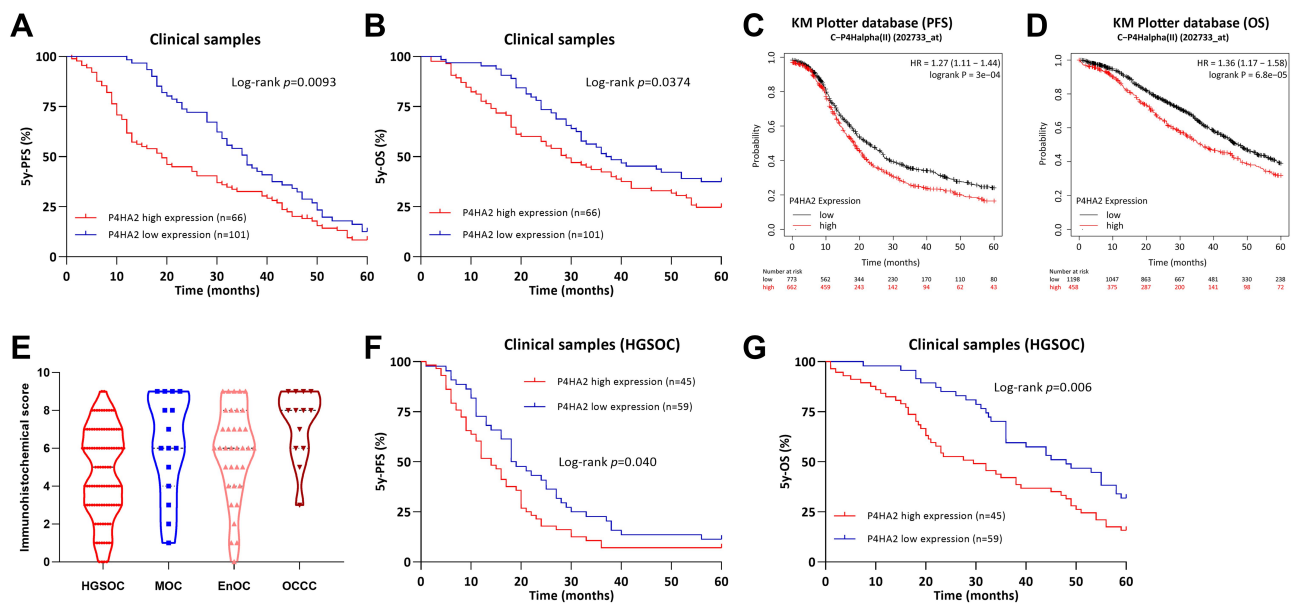 A
Clinical samples
Log-rank p=0.0093
5y-PFS (%)
100
75
50
25
0
P4HA2 high expression (n=66)
P4HA2 low expression (n=101)
0 10 20 30 40 50 60
Time (months)
B
Clinical samples
Log-rank p=0.0374
5y-OS (%)
100
75
50
25
0
P4HA2 high expression (n=66)
P4HA2 low expression (n=101)
0 10 20 30 40 50 60
Time (months)
C
KM Plotter database (PFS)
C−P4Halpha(II) (202733_at)
HR = 1.27 (1.11 − 1.44)
logrank P = 3e−04
Probability
1.0
0.8
0.6
0.4
0.2
0.0
P4HA2 Expression
low
high
0 10 20 30 40 50 60
Time (months)
Number at risk
low 773 562 344 230 170 110 80
high 662 459 243 142 94 62 43
D
KM Plotter database (OS)
C−P4Halpha(II) (202733_at)
HR = 1.36 (1.17 − 1.58)
logrank P = 6.8e−05
Probability
1.0
0.8
0.6
0.4
0.2
0.0
P4HA2 Expression
low
high
0 10 20 30 40 50 60
Time (months)
Number at risk
low 1198 1047 863 667 481 330 238
high 458 375 287 200 141 98 72
E
Immunohistochemical score
10
8
6
4
2
0
HGSOC MOC EnOC OCCC
F
Clinical samples (HGSOC)
P4HA2 high expression (n=45)
P4HA2 low expression (n=59)
Log-rank p=0.040
5y-PFS (%)
100
75
50
25
0
0 10 20 30 40 50 60
Time (months)
G
Clinical samples (HGSOC)
Log-rank p=0.006
5y-OS (%)
100
75
50
25
0
P4HA2 high expression (n=45)
P4HA2 low expression (n=59)
0 10 20 30 40 50 60
Time (months)